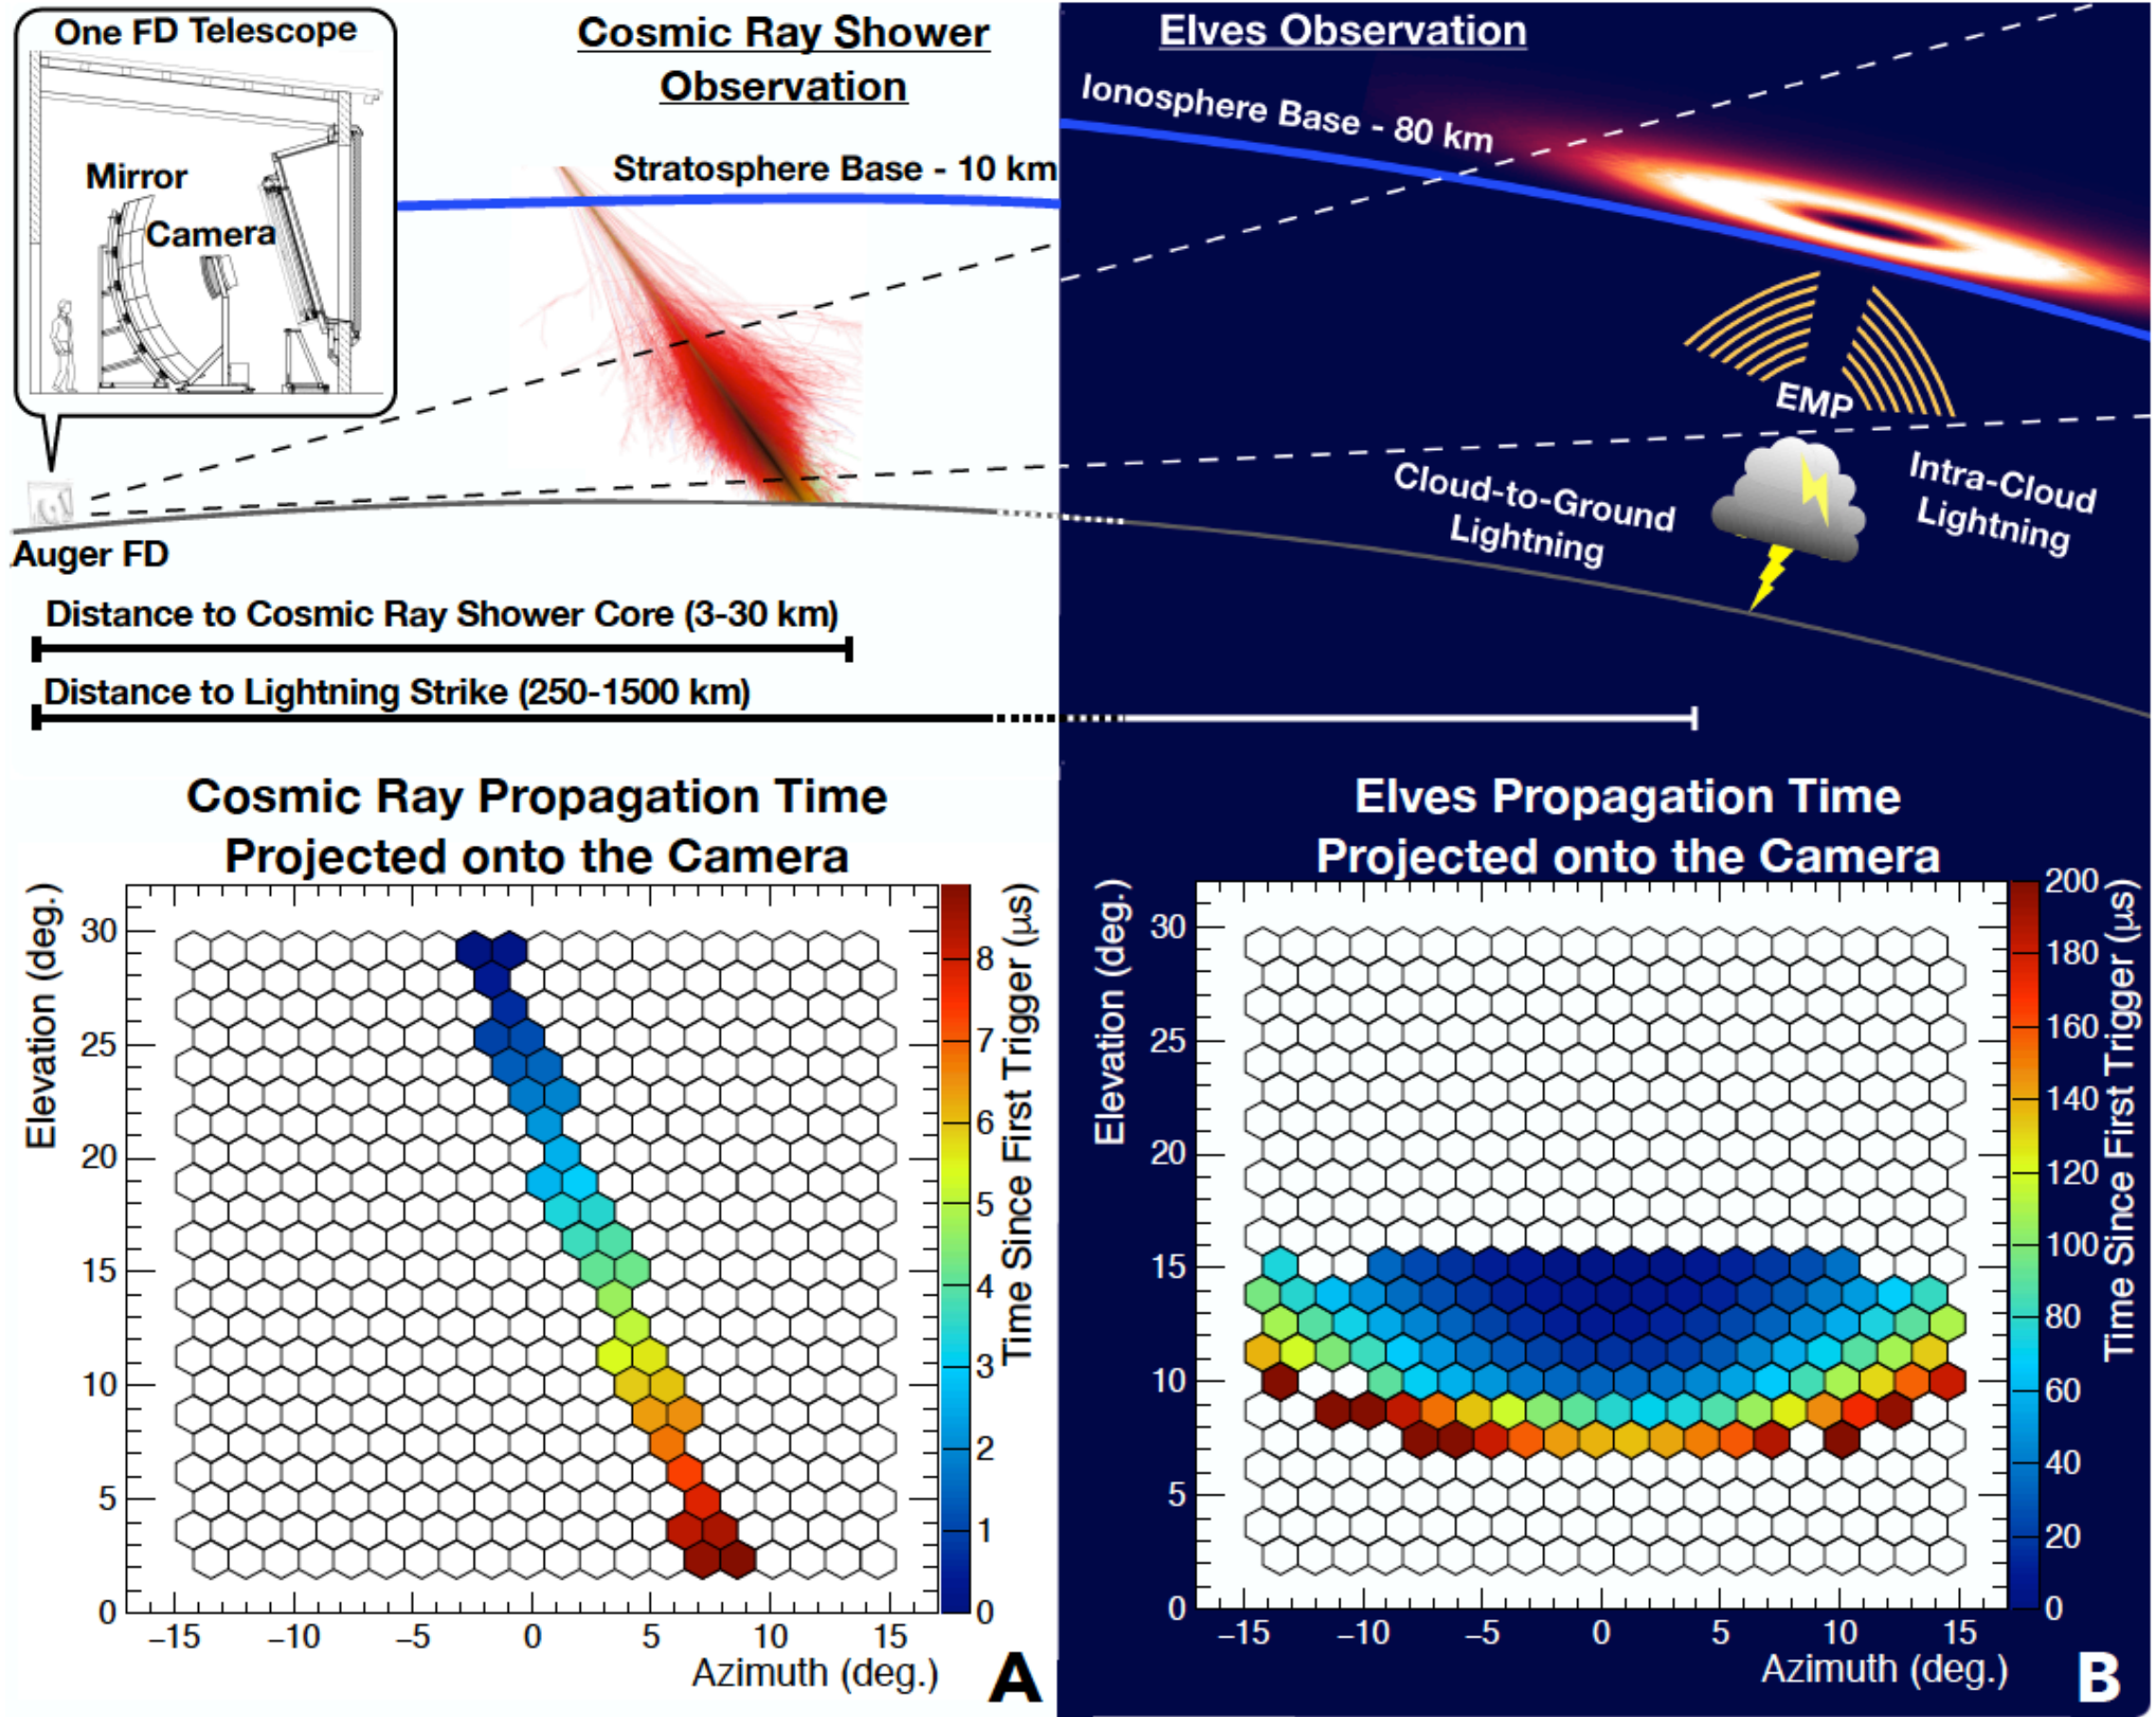 One FD Telescope
Mirror
Camera
Cosmic Ray Shower
Observation
Stratosphere Base - 10 km
Auger FD
Distance to Cosmic Ray Shower Core (3-30 km)
Distance to Lightning Strike (250-1500 km)
Elves Observation
Ionosphere Base - 80 km
EMP
Cloud-to-Ground
Lightning
Intra-Cloud
Lightning
Cosmic Ray Propagation Time
Projected onto the Camera
Elevation (deg.)
30
25
20
15
10
5
0
−15
−10
−5
0
5
10
15
Azimuth (deg.)
8
7
6
5
4
3
2
1
0
Time Since First Trigger (μs)
A
Elves Propagation Time
Projected onto the Camera
Elevation (deg.)
30
25
20
15
10
5
0
−15
−10
−5
0
5
10
15
Azimuth (deg.)
200
180
160
140
120
100
80
60
40
20
0
Time Since First Trigger (μs)
B